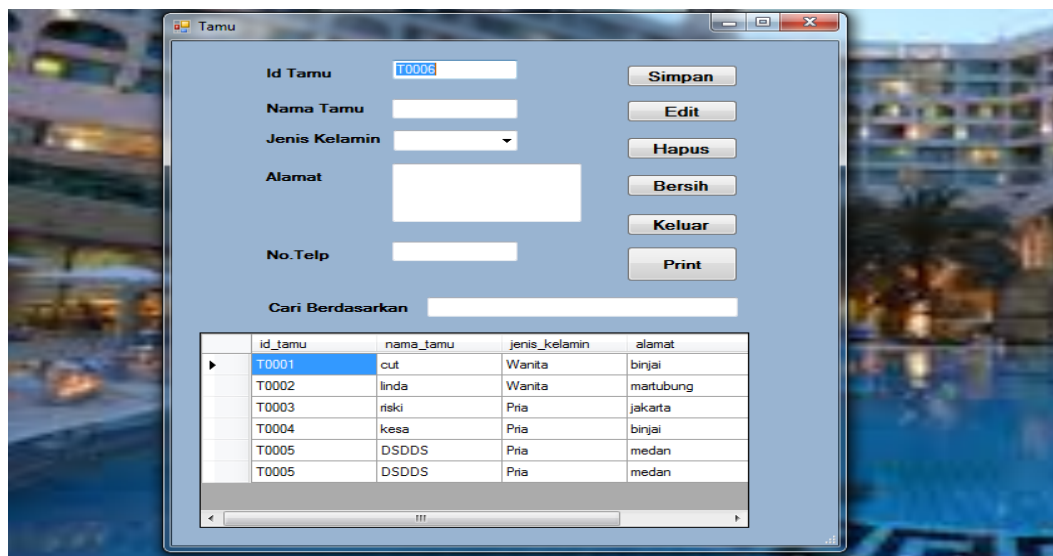 Tamu
Id Tamu T0006 Simpan
Nama Tamu Edit
Jenis Kelamin Hapus
Alamat Bersih
Keluar
No.Telp Print
Cari Berdasarkan
id_tamu nama_tamu jenis_kelamin alamat
T0001 cut Wanita binjai
T0002 linda Wanita martubung
T0003 riski Pria jakarta
T0004 kesa Pria binjai
T0005 DSDDS Pria medan
T0005 DSDDS Pria medan